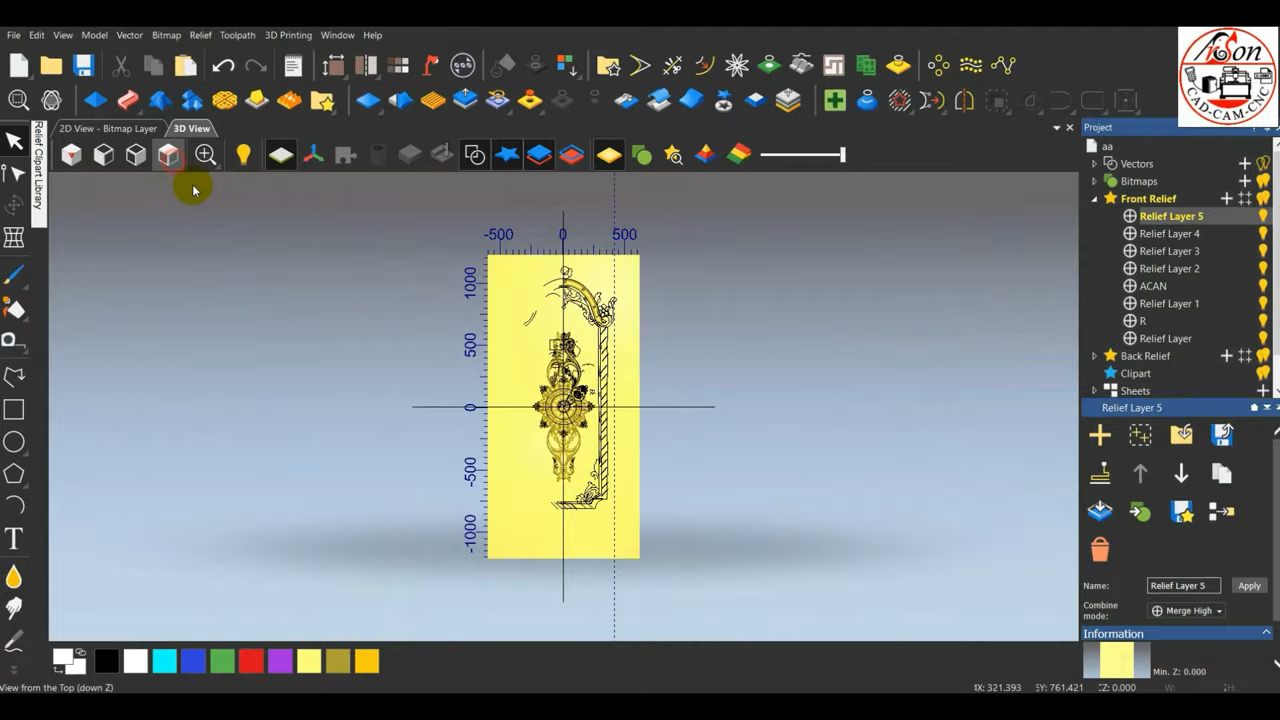 File Edit View Model Vector Bitmap Relief Toolpath 3D Printing Window Help
CAD-CAM-CNC
2D View - Bitmap Layer 3D View
Relief Clipart Library
Project
aa
Vectors
Bitmaps
Front Relief
Relief Layer 5
Relief Layer 4
Relief Layer 3
Relief Layer 2
ACAN
Relief Layer 1
R
Relief Layer
Back Relief
Clipart
Sheets
Relief Layer 5
Name: Relief Layer 5 Apply
Combine mode: Merge High
Information
Min. Z: 0.000
-500 0 500
1000
500
0
-500
-1000
View from the Top (down Z)
X: 321.393 Y: 761.421 Z: 0.000 W: H: